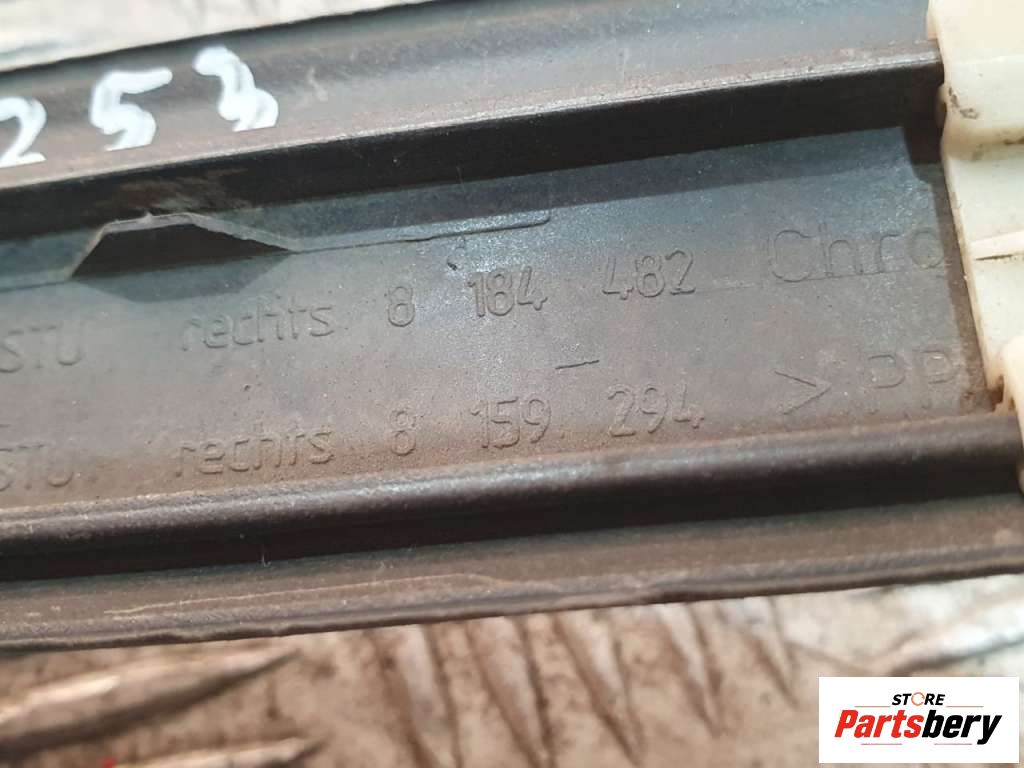 253
STU rechts 8 184 482 Chro
STU rechts 8 159 294 >PP
STORE
Partsbery